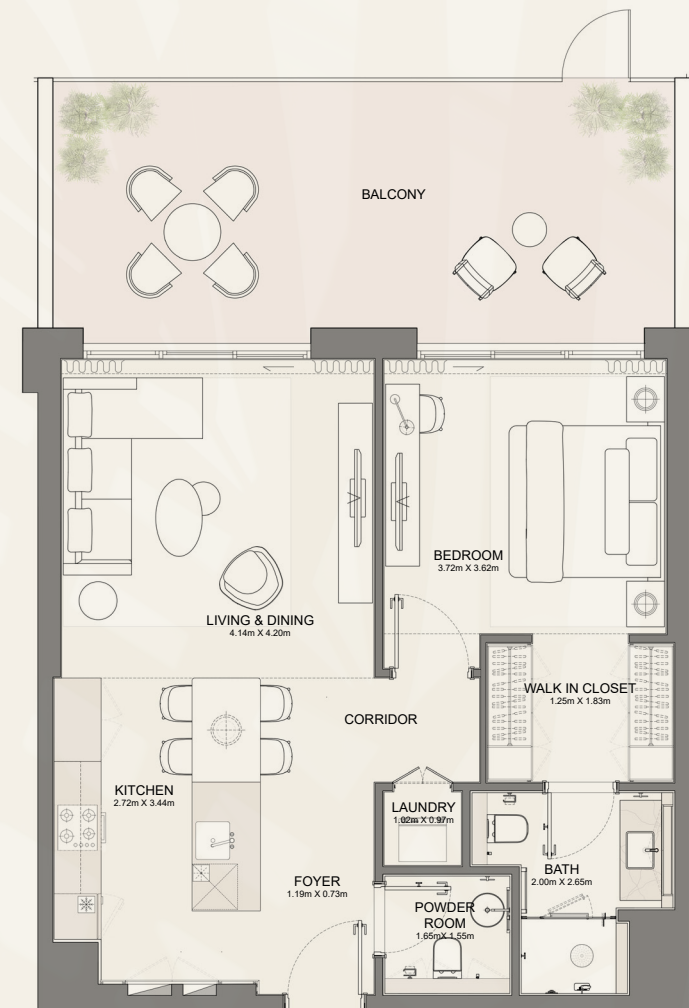 BALCONY
BEDROOM
3.72m X 3.62m
LIVING & DINING
4.14m X 4.20m
WALK IN CLOSET
1.25m X 1.83m
CORRIDOR
KITCHEN
2.72m X 3.44m
LAUNDRY
1.02m X 0.97m
BATH
2.00m X 2.65m
FOYER
1.19m X 0.73m
POWDER
ROOM
1.65mX 1.55m